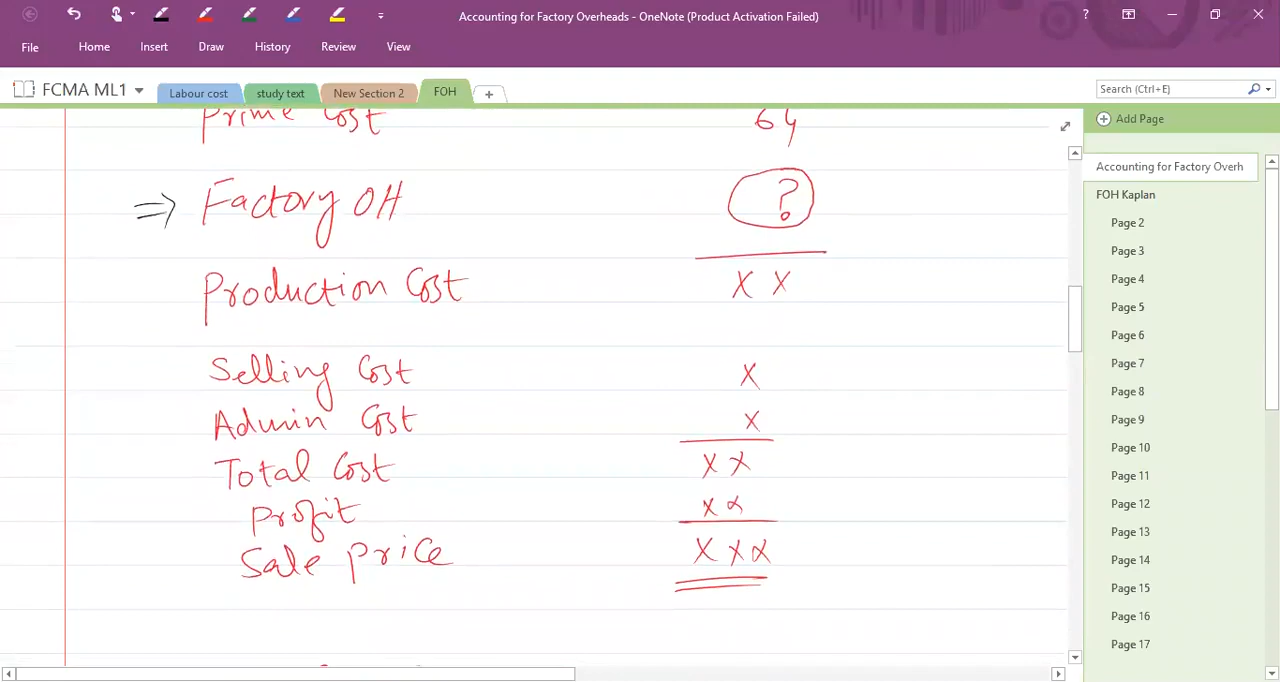 Accounting for Factory Overheads - OneNote (Product Activation Failed)
?
File Home Insert Draw History Review View
FCMA ML1 Labour cost study text New Section 2 FOH +
Search (Ctrl+E)
Add Page
Prime Cost 64
Accounting for Factory Overh
FOH Kaplan
⇒ Factory OH ?
Production Cost X X
Selling Cost X
Admin Cost X
Total Cost X X
Profit X X
Sale Price X X X
Page 2
Page 3
Page 4
Page 5
Page 6
Page 7
Page 8
Page 9
Page 10
Page 11
Page 12
Page 13
Page 14
Page 15
Page 16
Page 17